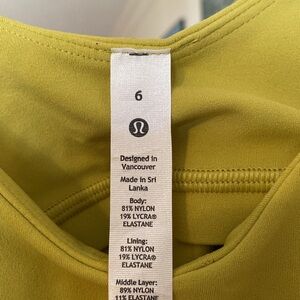 6
Designed in
Vancouver
Made in Sri
Lanka
Body:
81% NYLON
19% LYCRA®
ELASTANE
Lining:
81% NYLON
19% LYCRA®
ELASTANE
Middle Layer:
89% NYLON
11% ELASTANE